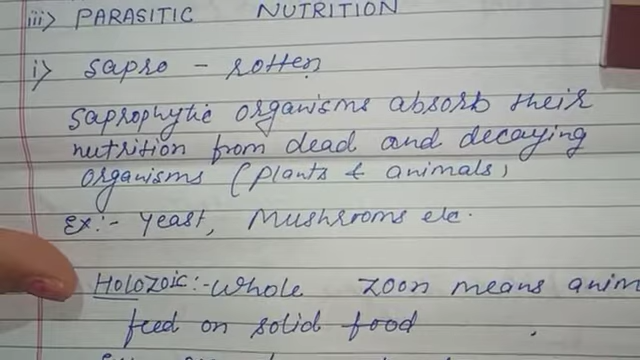 iii> PARASITIC NUTRITION
i> Sapro - rotten
Saprophytic organisms absorb their
nutrition from dead and decaying
organisms (plants & animals)
Ex:- yeast, Mushrooms etc.
Holozoic:- whole zoon means anim
feed on solid food